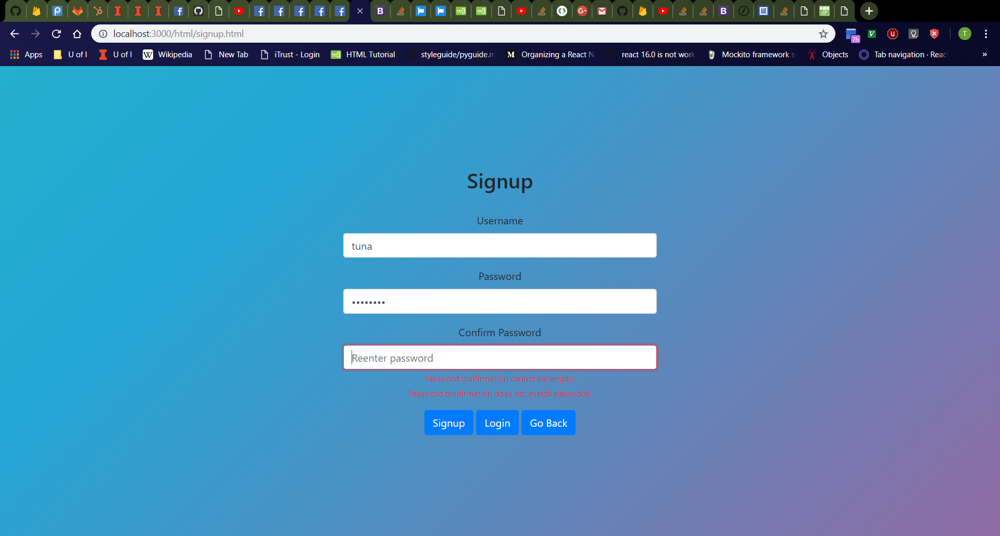 localhost:3000/html/signup.html
7h
T
Apps U of I U of I Wikipedia New Tab iTrust - Login HTML Tutorial styleguide/pyguide.m Organizing a React N react 16.0 is not work Mockito framework si Objects Tab navigation · Reac »
Signup
Username
tuna
Password
••••••••
Confirm Password
Reenter password
Password confirmation cannot be empty.
Password confirmation does not match password.
Signup Login Go Back